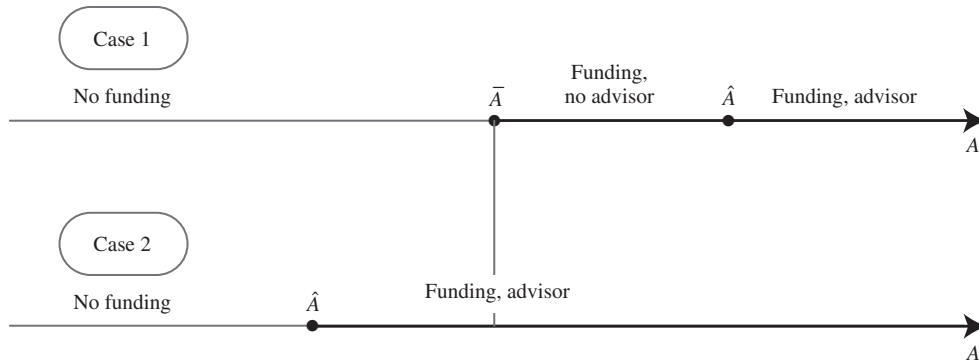 Case 1
No funding
A̅
Funding,
no advisor
Â
Funding, advisor
A
Case 2
No funding
Â
Funding, advisor
A